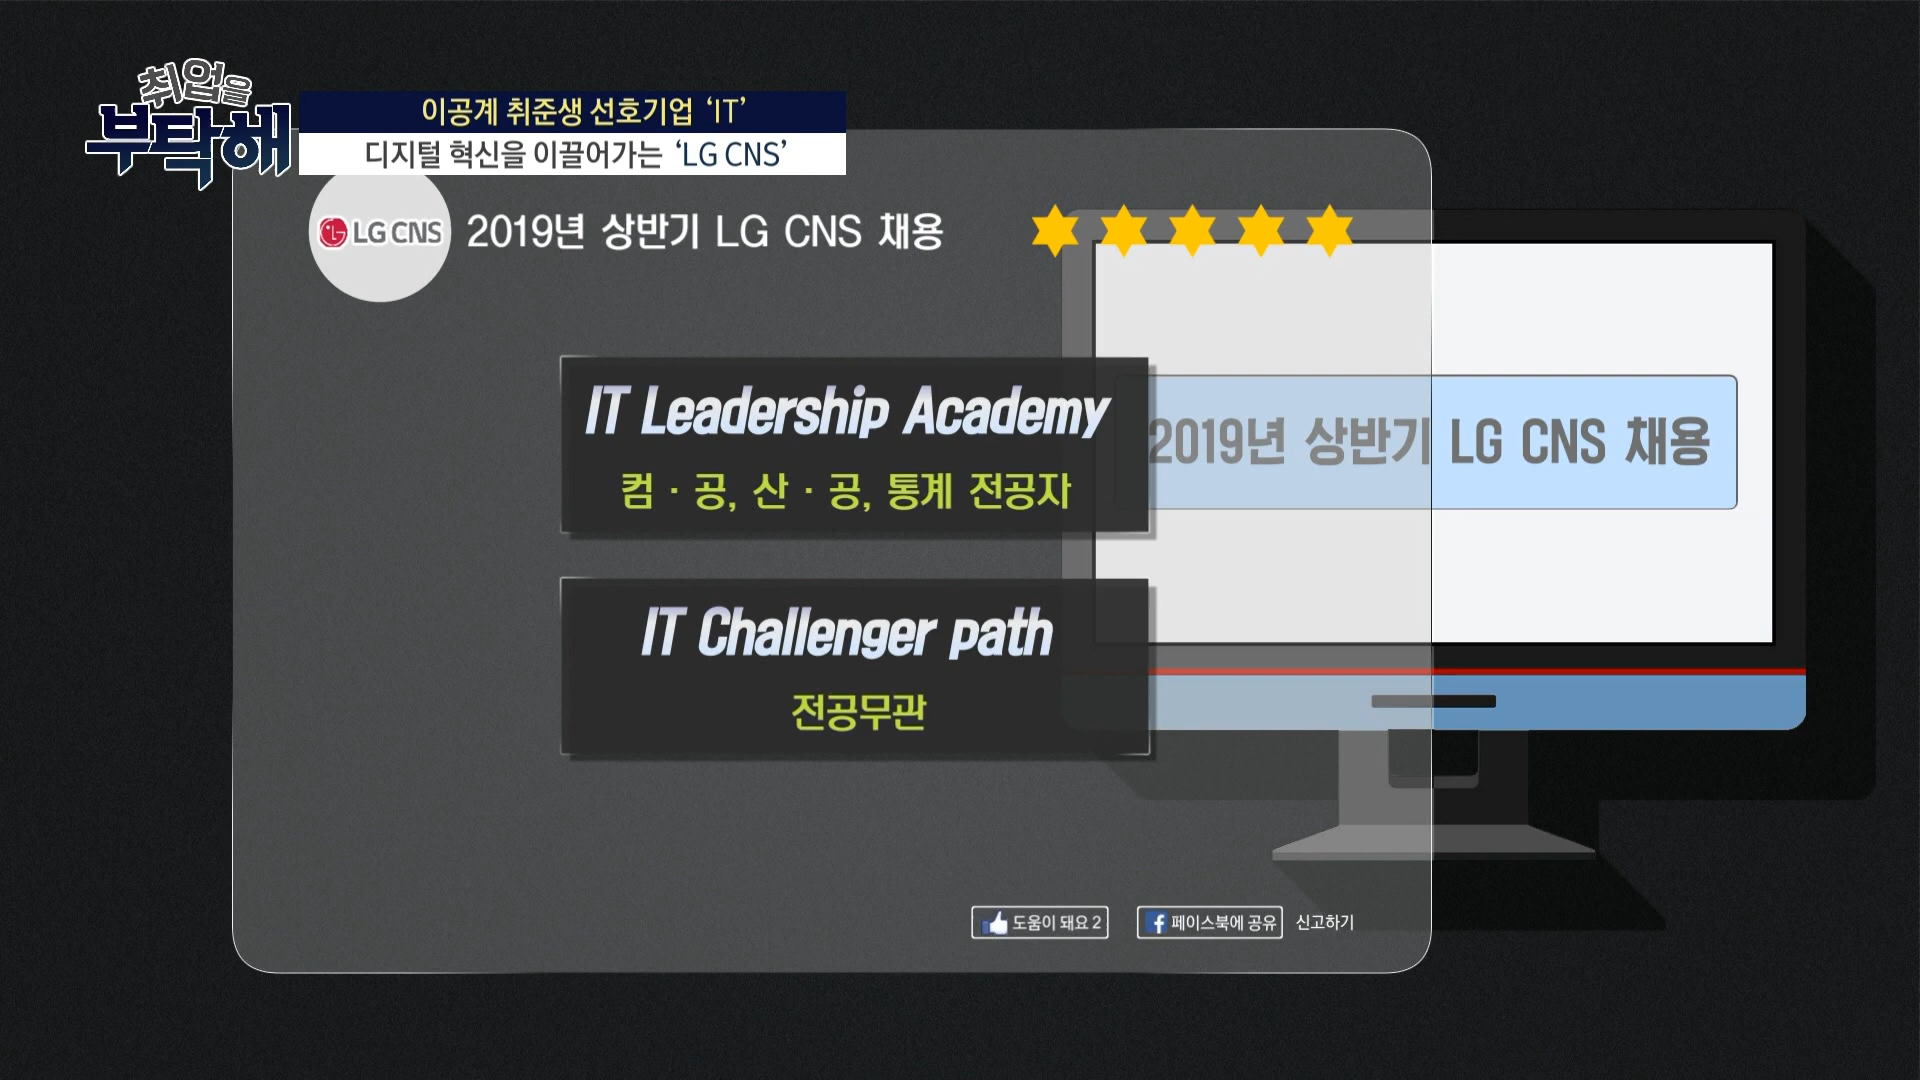 취업을
부탁해
이공계 취준생 선호기업 ‘IT’
디지털 혁신을 이끌어가는 ‘LG CNS’
LG CNS
2019년 상반기 LG CNS 채용
IT Leadership Academy
컴 · 공, 산 · 공, 통계 전공자
2019년 상반기 LG CNS 채용
IT Challenger path
전공무관
도움이 돼요 2
페이스북에 공유
신고하기